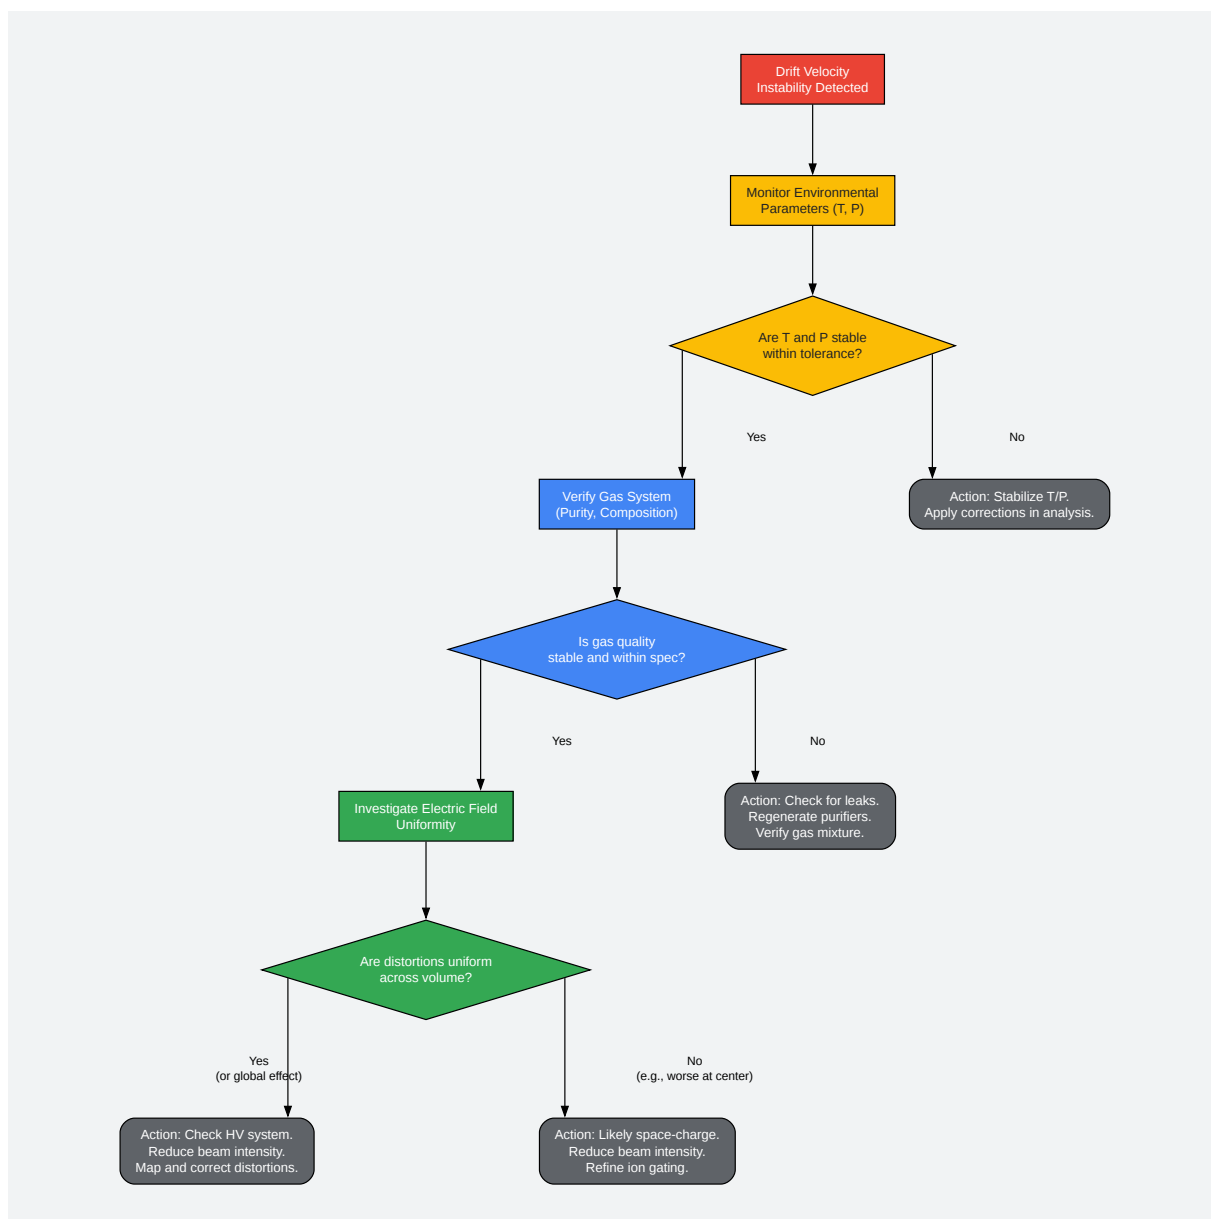 Drift Velocity
Instability Detected
Monitor Environmental
Parameters (T, P)
Are T and P stable
within tolerance?
Yes
No
Verify Gas System
(Purity, Composition)
Action: Stabilize T/P.
Apply corrections in analysis.
Is gas quality
stable and within spec?
Yes
No
Investigate Electric Field
Uniformity
Action: Check for leaks.
Regenerate purifiers.
Verify gas mixture.
Are distortions uniform
across volume?
Yes
(or global effect)
No
(e.g., worse at center)
Action: Check HV system.
Reduce beam intensity.
Map and correct distortions.
Action: Likely space-charge.
Reduce beam intensity.
Refine ion gating.